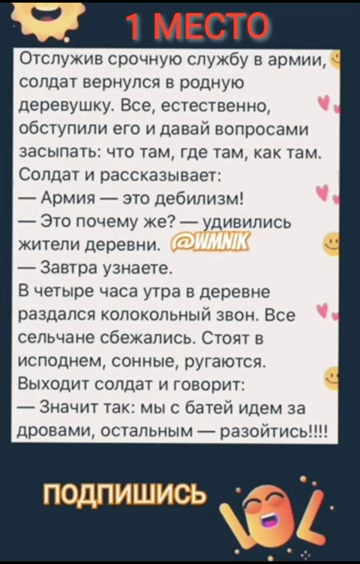 1 МЕСТО
Отслужив срочную службу в армии,
солдат вернулся в родную
деревушку. Все, естественно,
обступили его и давай вопросами
засыпать: что там, где там, как там.
Солдат и рассказывает:
— Армия — это дебилизм!
— Это почему же? — удивились
жители деревни. @WMNIK
— Завтра узнаете.
В четыре часа утра в деревне
раздался колокольный звон. Все
сельчане сбежались. Стоят в
исподнем, сонные, ругаются.
Выходит солдат и говорит:
— Значит так: мы с батей идем за
дровами, остальным — разойтись!!!!
ПОДПИШИСЬ
LOL